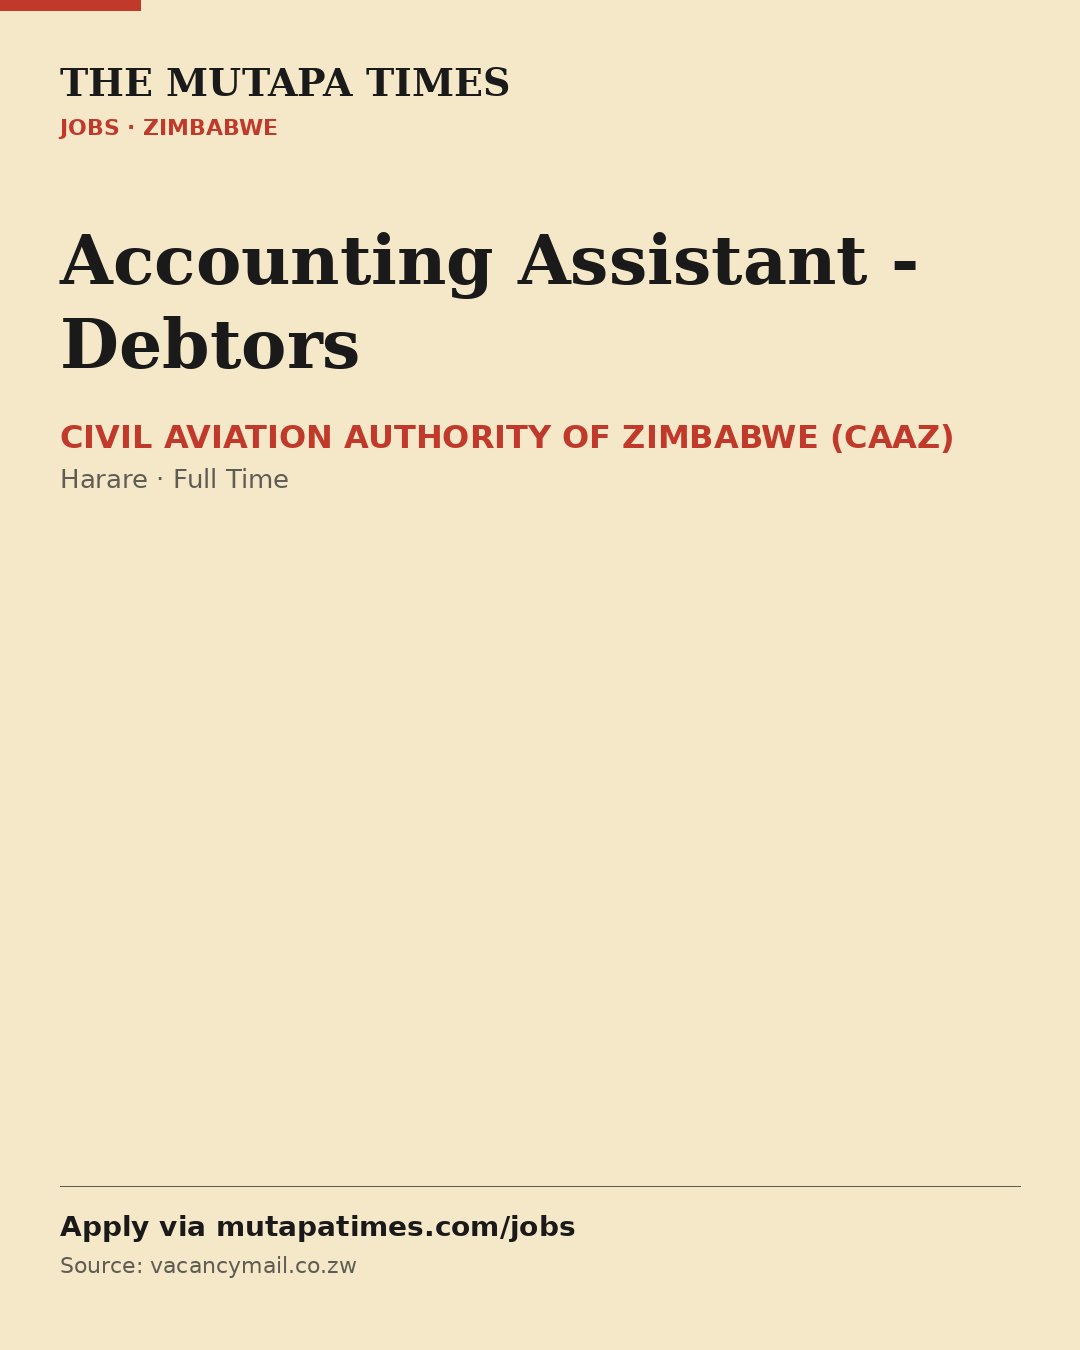 THE MUTAPA TIMES
JOBS · ZIMBABWE
Accounting Assistant -
Debtors
CIVIL AVIATION AUTHORITY OF ZIMBABWE (CAAZ)
Harare · Full Time
Apply via mutapatimes.com/jobs
Source: vacancymail.co.zw